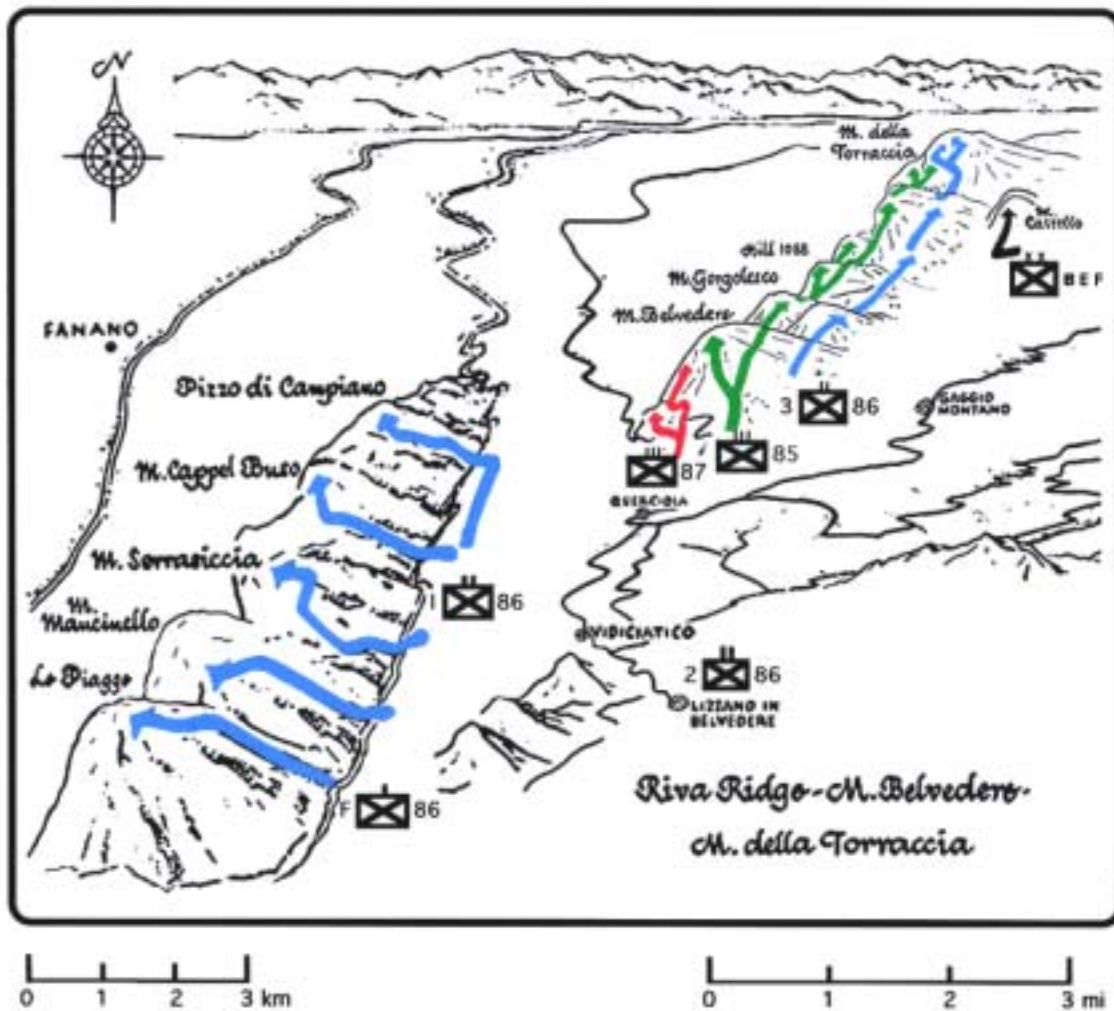 N
M. della
Torraccia
M.
Castello
BEF
Hill 1088
M. Gorgolesco
M. Belvedere
FANANO
Pizzo di Campiano
3 86
GAGGIO
MONTANO
85
87
QUERCIOLA
M. Cappel Buso
M. Serrasiccia
1 86
M.
Mancinello
VIDICIATICO
2 86
Le Piagge
LIZZANO IN
BELVEDERE
F 86
Riva Ridge-M. Belvedere-
M. della Torraccia
0 1 2 3 km
0 1 2 3 mi